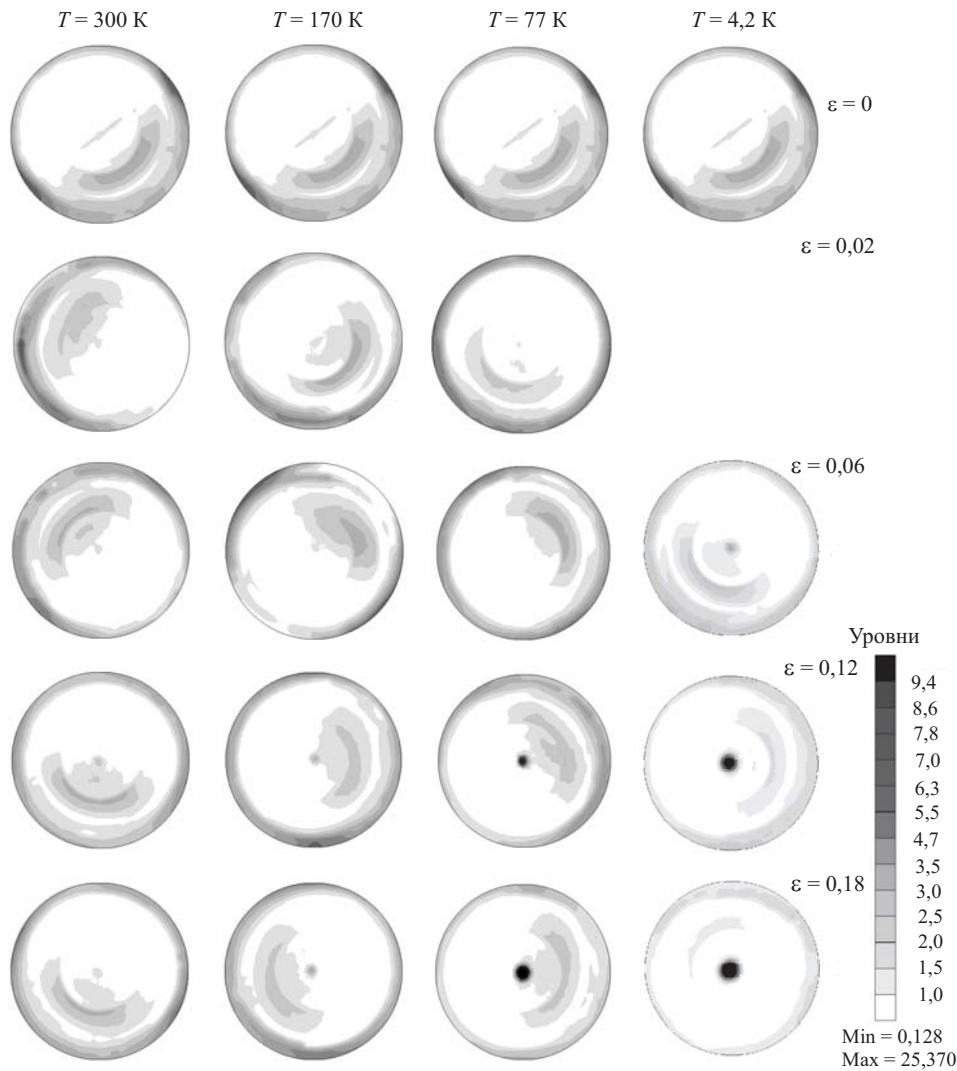 T = 300 К T = 170 К T = 77 К T = 4,2 К
ε = 0
ε = 0,02
ε = 0,06
Уровни
ε = 0,12
9,4
8,6
7,8
7,0
6,3
5,5
4,7
3,5
ε = 0,18
3,0
2,5
2,0
1,5
1,0
Min = 0,128
Max = 25,370